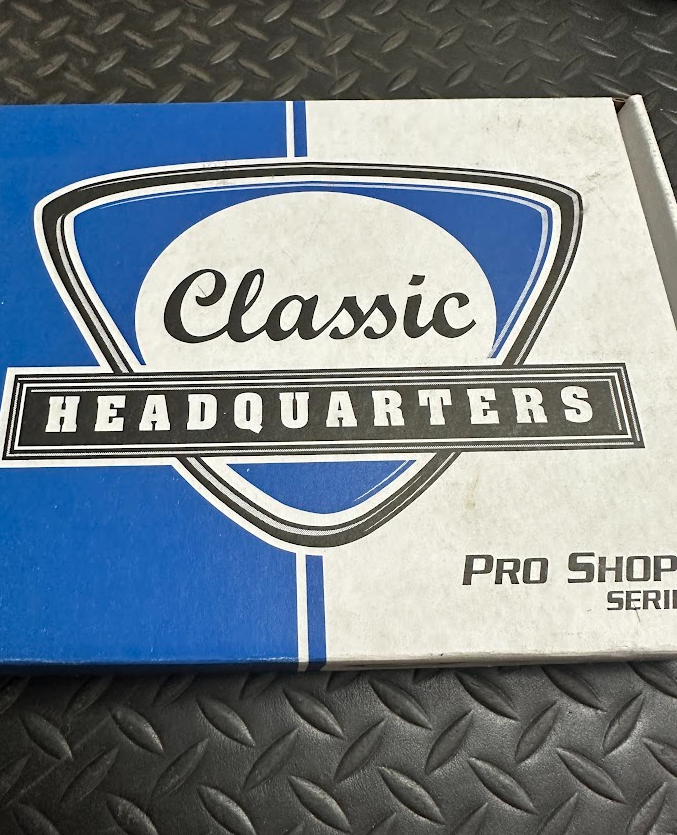 Classic
HEADQUARTERS
PRO SHOP
SERI